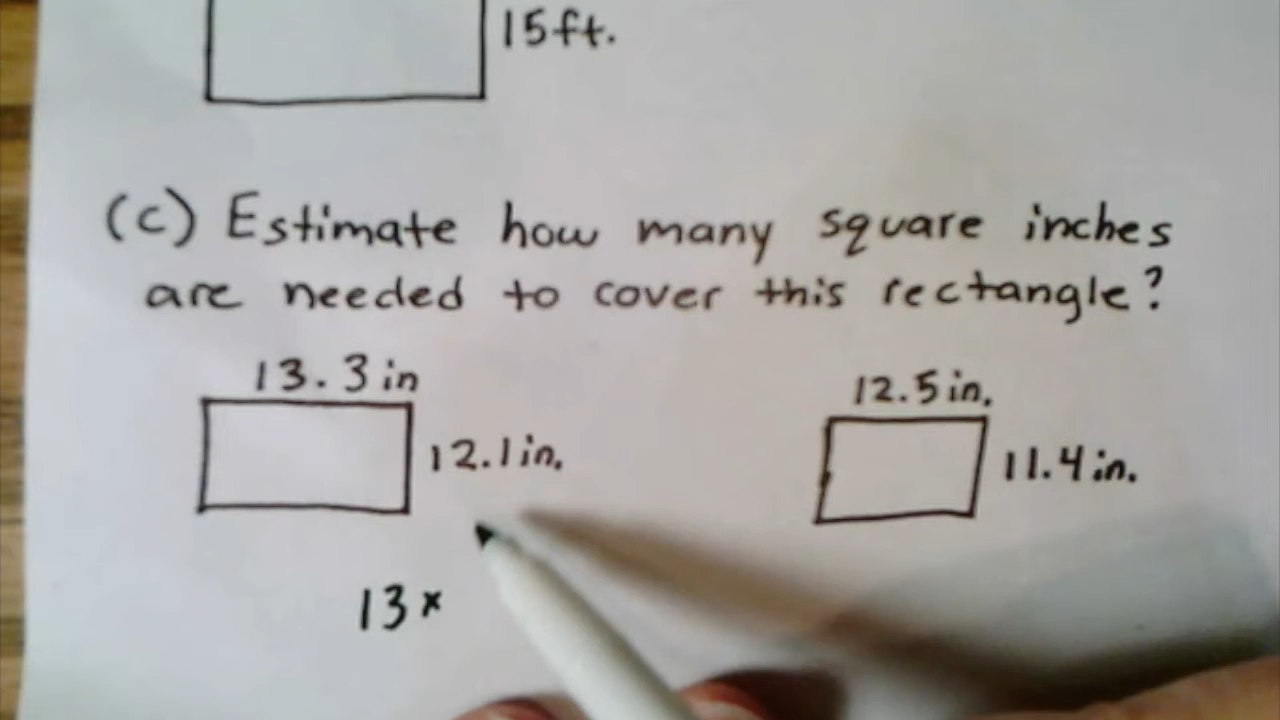 15ft.
(c) Estimate how many square inches
are needed to cover this rectangle?
13.3 in
12.1 in.
12.5 in.
11.4 in.
13 ×